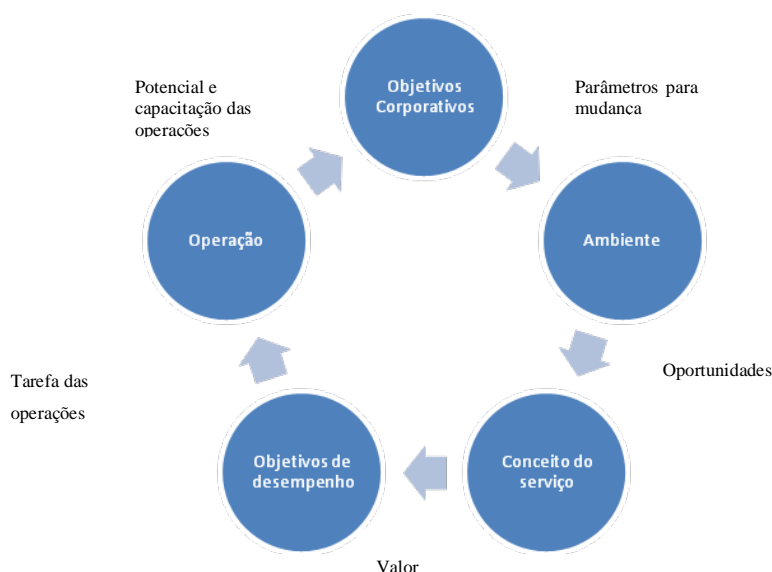 Objetivos
Corporativos
Potencial e
capacitação das
operações
Parâmetros para
mudança
Operação
Ambiente
Tarefa das
operações
Oportunidades
Objetivos de
desempenho
Conceito do
serviço
Valor